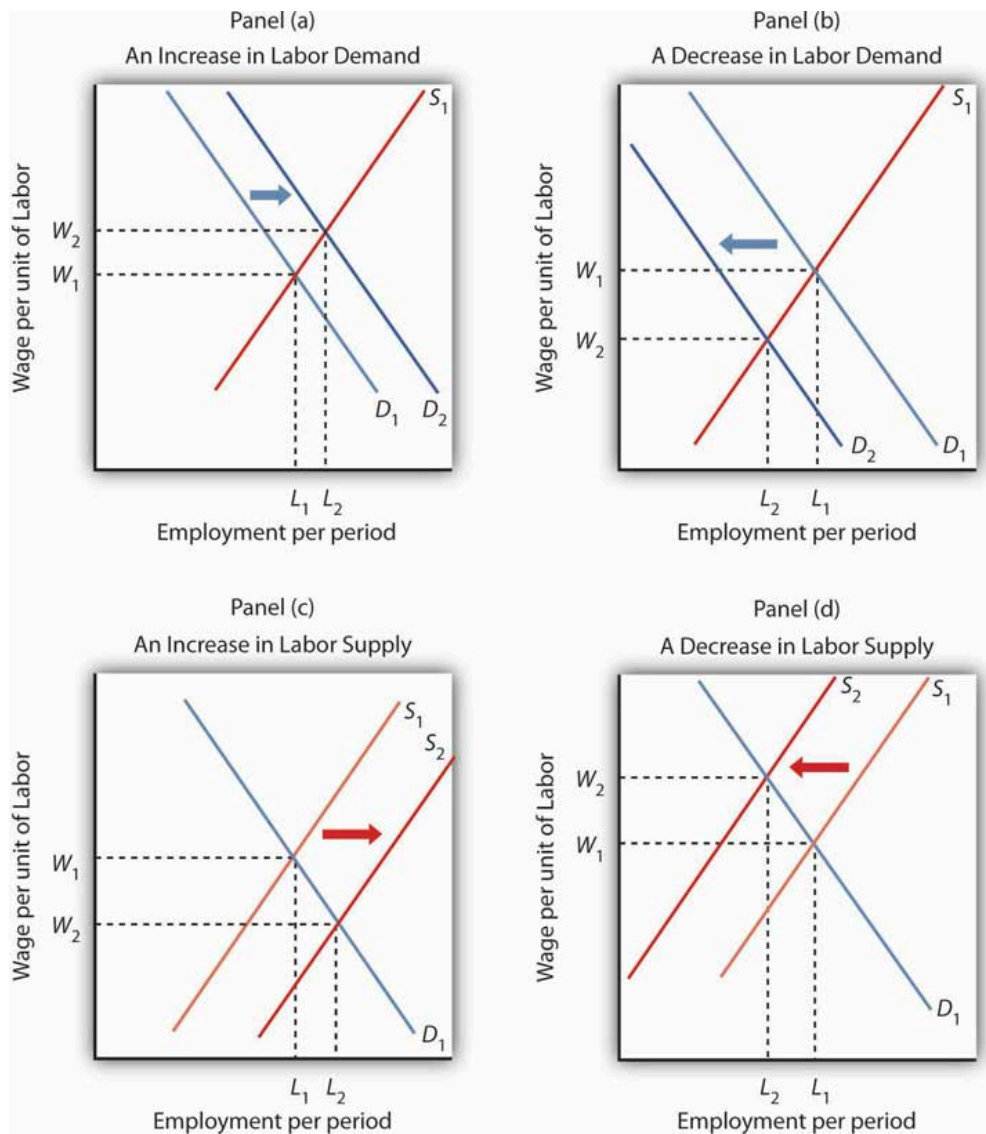 Panel (a)
An Increase in Labor Demand
Wage per unit of Labor
S1
W2
W1
D1
D2
L1
L2
Employment per period
Panel (b)
A Decrease in Labor Demand
Wage per unit of Labor
S1
W1
W2
D2
D1
L2
L1
Employment per period
Panel (c)
An Increase in Labor Supply
Wage per unit of Labor
S1
S2
W1
W2
D1
L1
L2
Employment per period
Panel (d)
A Decrease in Labor Supply
Wage per unit of Labor
S2
S1
W2
W1
D1
L2
L1
Employment per period